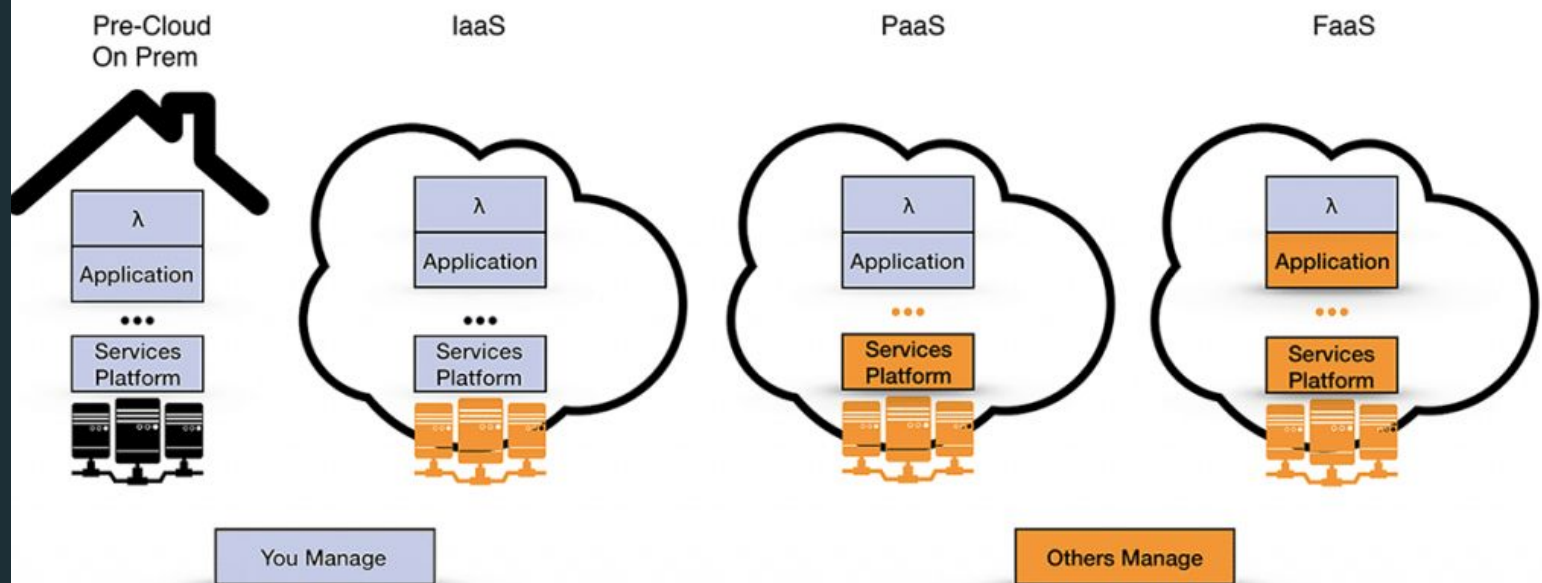 Pre-Cloud
On Prem
IaaS
PaaS
FaaS
λ
Application
•••
Services
Platform
λ
Application
•••
Services
Platform
λ
Application
•••
Services
Platform
λ
Application
•••
Services
Platform
You Manage
Others Manage